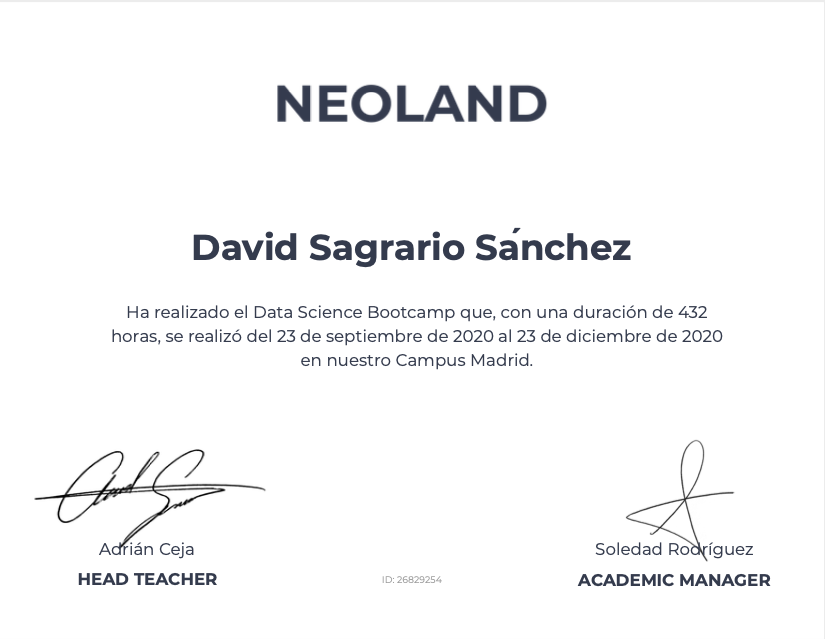 NEOLAND
David Sagrario Sánchez
Ha realizado el Data Science Bootcamp que, con una duración de 432
horas, se realizó del 23 de septiembre de 2020 al 23 de diciembre de 2020
en nuestro Campus Madrid.
Adrián Ceja
HEAD TEACHER
ID: 26829254
Soledad Rodríguez
ACADEMIC MANAGER